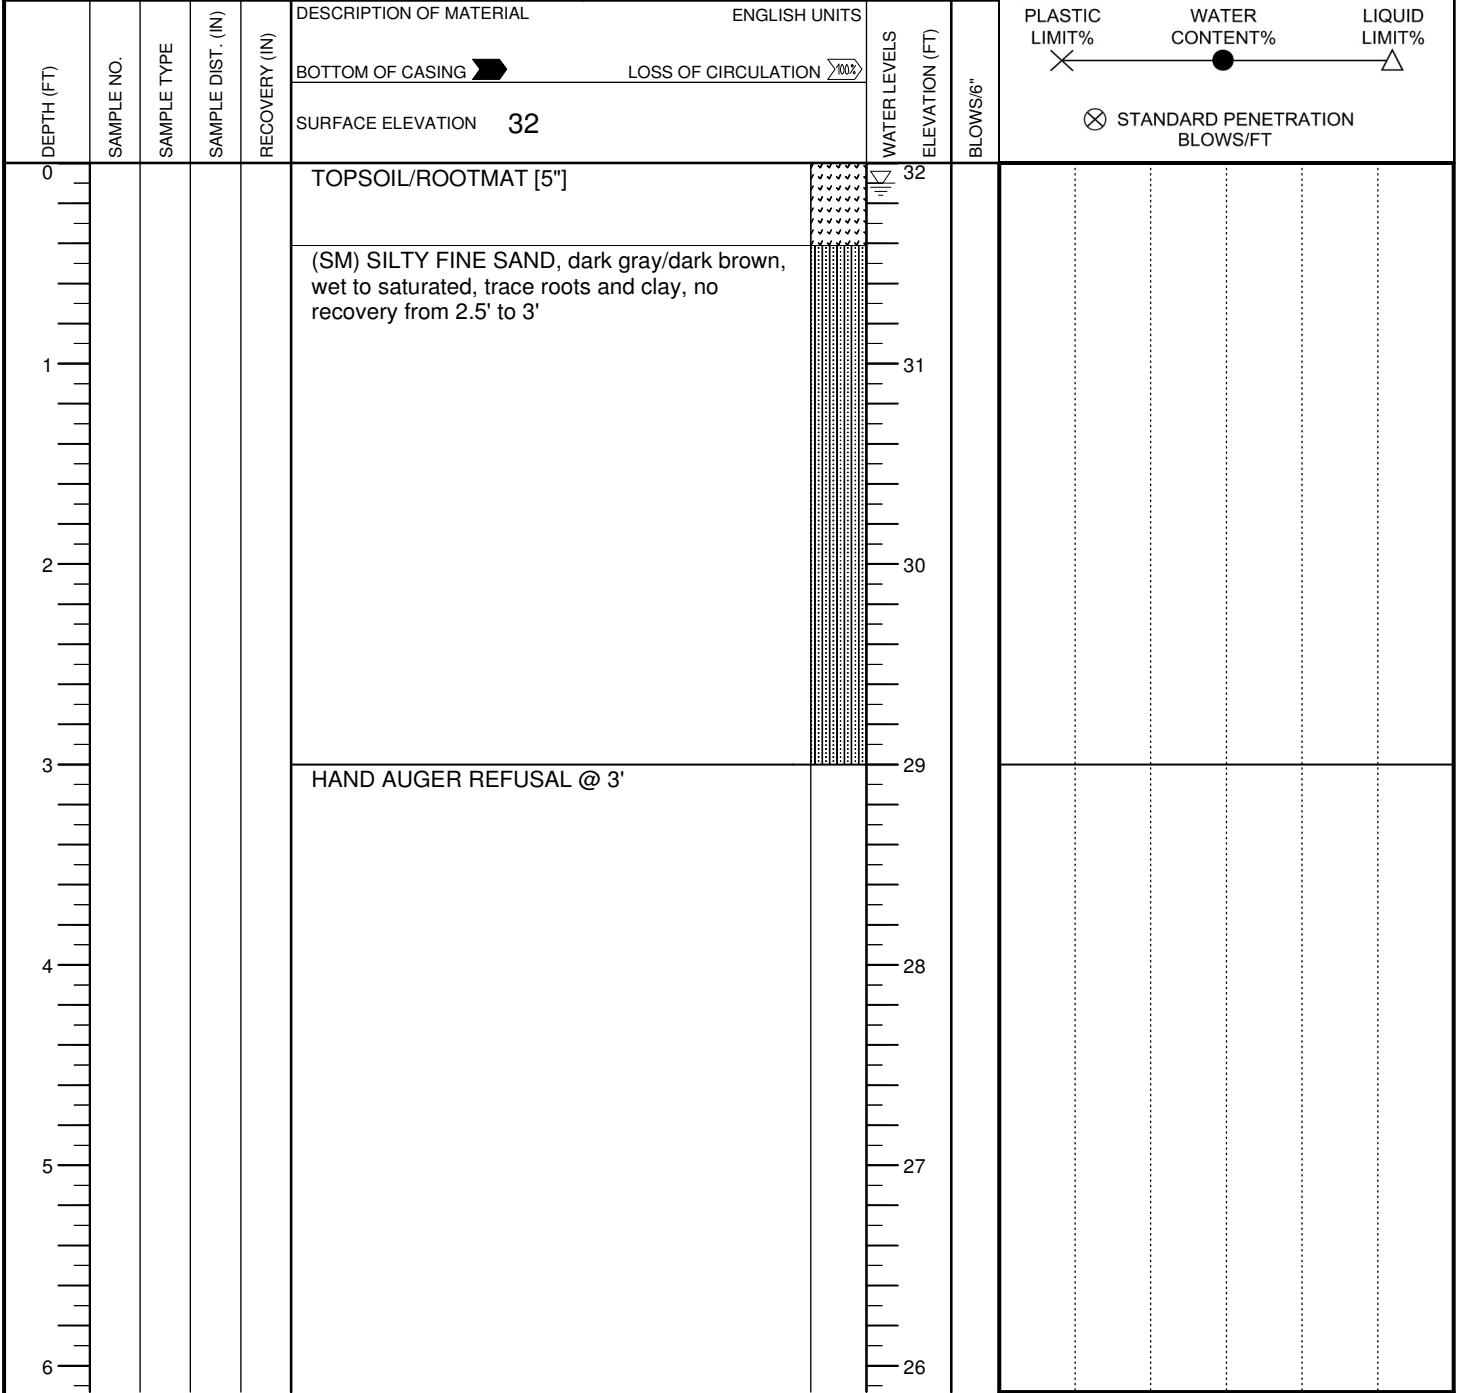 DEPTH (FT)
SAMPLE NO.
SAMPLE TYPE
SAMPLE DIST. (IN)
RECOVERY (IN)
DESCRIPTION OF MATERIAL ENGLISH UNITS
BOTTOM OF CASING LOSS OF CIRCULATION 100%
SURFACE ELEVATION 32
WATER LEVELS
ELEVATION (FT)
BLOWS/6"
PLASTIC WATER LIQUID
LIMIT% CONTENT% LIMIT%
STANDARD PENETRATION
BLOWS/FT
0 TOPSOIL/ROOTMAT [5"] 32
(SM) SILTY FINE SAND, dark gray/dark brown,
wet to saturated, trace roots and clay, no
recovery from 2.5' to 3'
1 31
2 30
3 29
HAND AUGER REFUSAL @ 3'
4 28
5 27
6 26